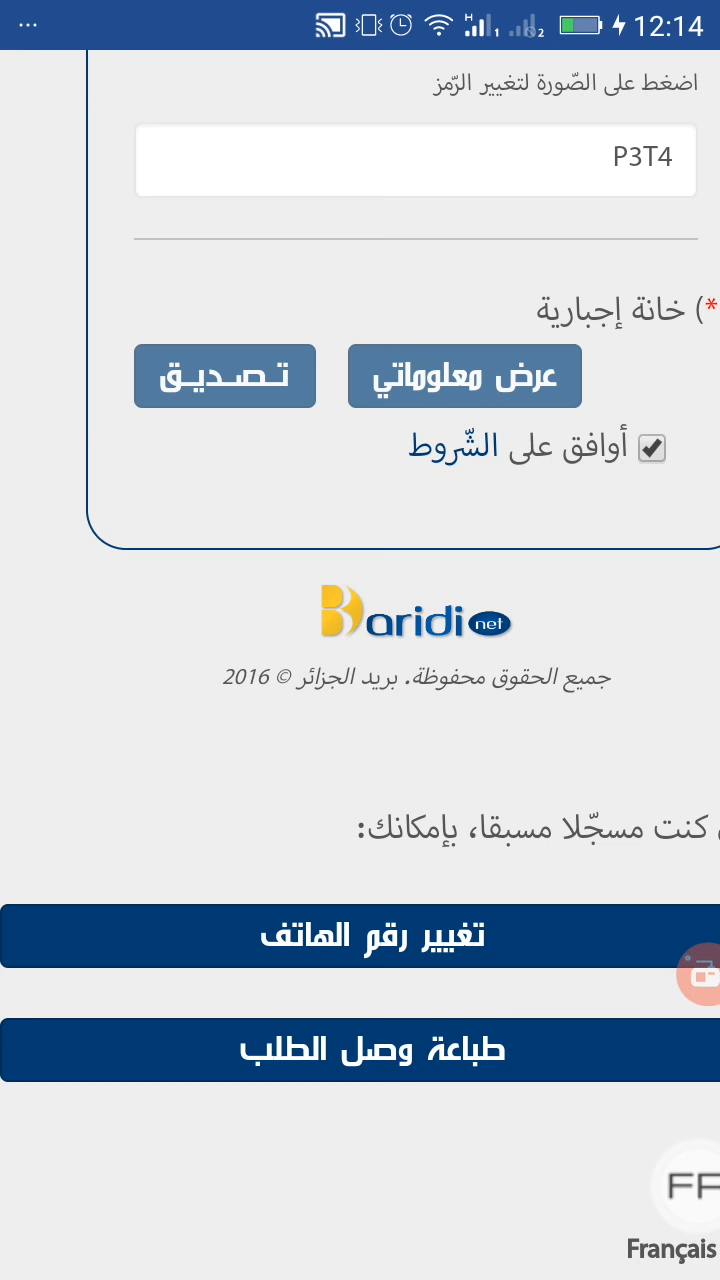 12:14
اضغط على الصّورة لتغيير الرّمز
P3T4
*) خانة إجبارية
عرض معلوماتي
تـصـديـق
أوافق على الشّروط
Baridi net
جميع الحقوق محفوظة. بريد الجزائر © 2016
كنت مسجّلا مسبقا، بإمكانك:
تغيير رقم الهاتف
طباعة وصل الطلب
FR
Français